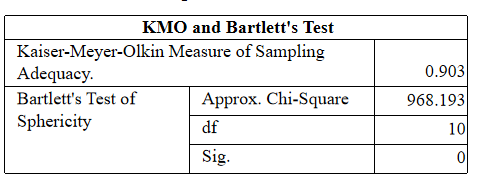 KMO and Bartlett's Test
Kaiser-Meyer-Olkin Measure of Sampling
Adequacy. 0.903
Bartlett's Test of Approx. Chi-Square 968.193
Sphericity df 10
Sig. 0